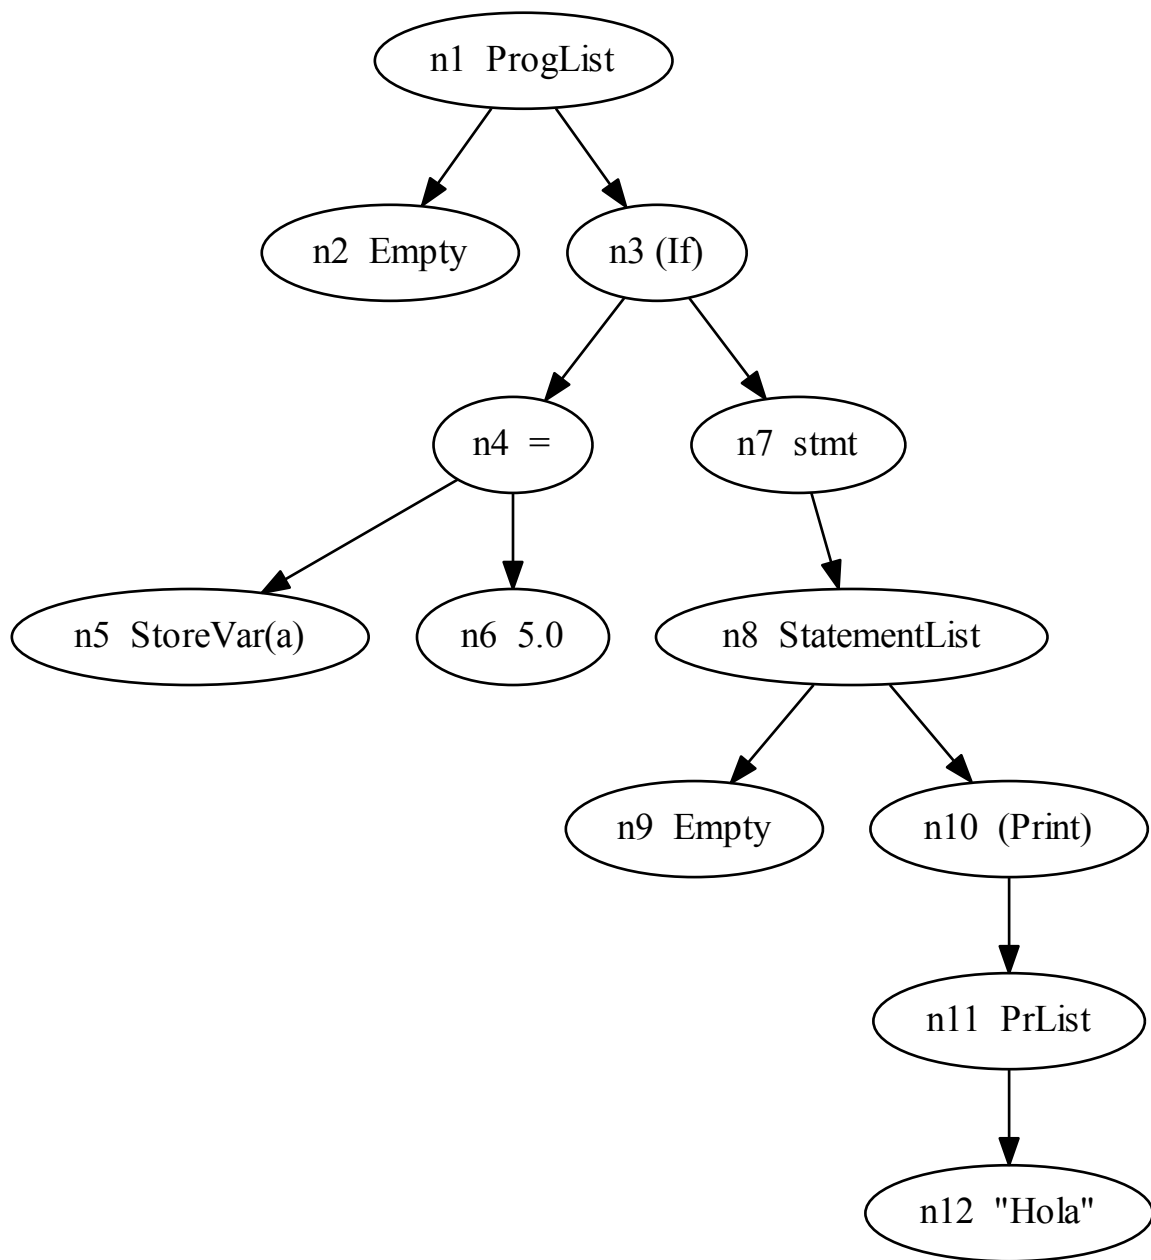 n1 ProgList
n2 Empty
n3 (If)
n4 =
n7 stmt
n5 StoreVar(a)
n6 5.0
n8 StatementList
n9 Empty
n10 (Print)
n11 PrList
n12 "Hola"